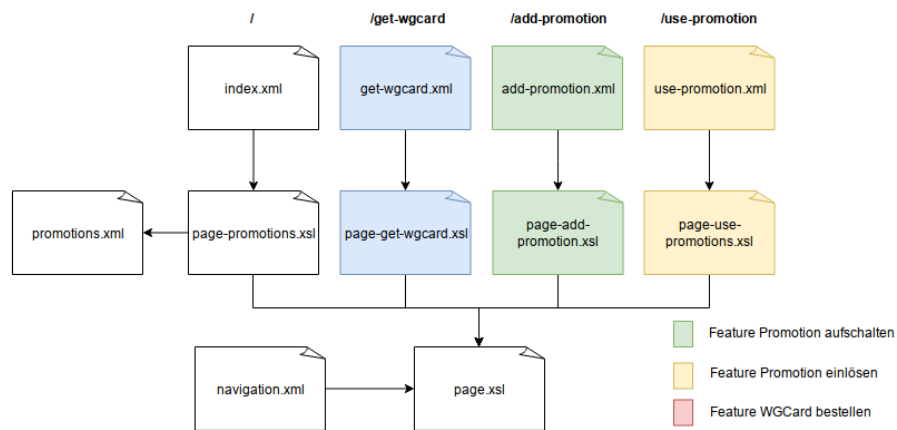 /
/get-wgcard
/add-promotion
/use-promotion
index.xml
get-wgcard.xml
add-promotion.xml
use-promotion.xml
promotions.xml
page-promotions.xsl
page-get-wgcard.xsl
page-add-
promotion.xsl
page-use-
promotions.xsl
navigation.xml
page.xsl
Feature Promotion aufschalten
Feature Promotion einlösen
Feature WGCard bestellen